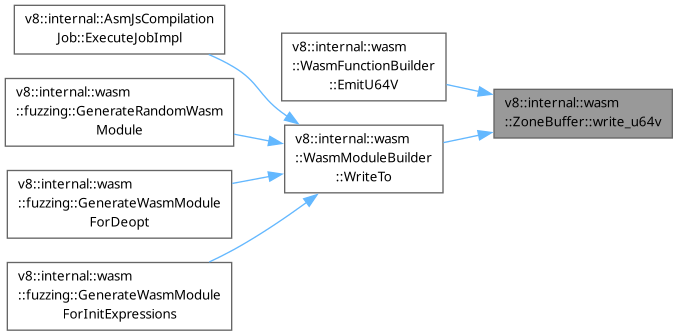 v8::internal::AsmJsCompilation
Job::ExecuteJobImpl
v8::internal::wasm
::fuzzing::GenerateRandomWasm
Module
v8::internal::wasm
::fuzzing::GenerateWasmModule
ForDeopt
v8::internal::wasm
::fuzzing::GenerateWasmModule
ForInitExpressions
v8::internal::wasm
::WasmFunctionBuilder
::EmitU64V
v8::internal::wasm
::WasmModuleBuilder
::WriteTo
v8::internal::wasm
::ZoneBuffer::write_u64v